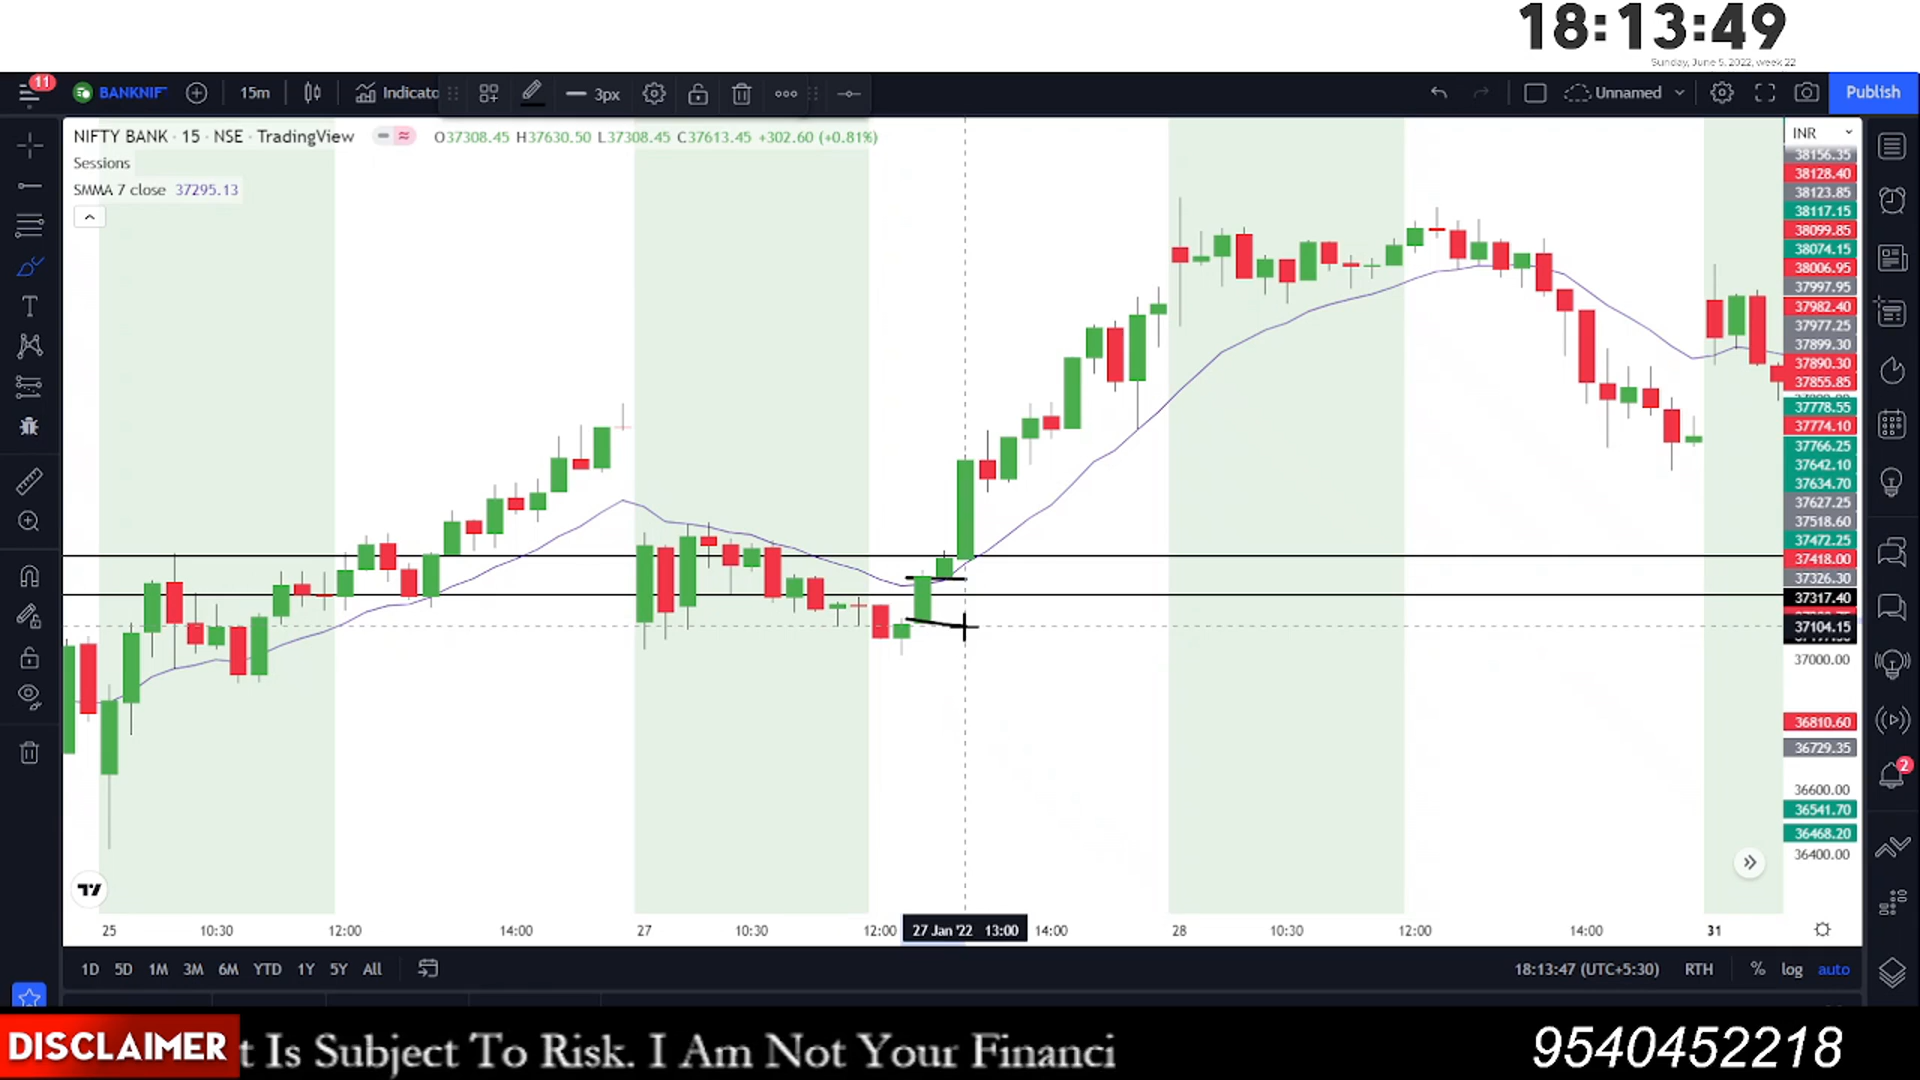 18:13:49
Sunday, June 5, 2022, week 22
11
BANKNIF
15m
Indicato
3px
Unnamed
Publish
NIFTY BANK · 15 · NSE · TradingView
O37308.45 H37630.50 L37308.45 C37613.45 +302.60 (+0.81%)
Sessions
SMMA 7 close 37295.13
INR
38156.35
38128.40
38123.85
38117.15
38099.85
38074.15
38006.95
37997.95
37982.40
37977.25
37899.30
37890.30
37855.85
37778.55
37774.10
37766.25
37642.10
37634.70
37627.25
37518.60
37472.25
37418.00
37326.30
37317.40
37104.15
37000.00
36810.60
36729.35
36600.00
36541.70
36468.20
36400.00
2
25 10:30 12:00 14:00 27 10:30 12:00 27 Jan '22 13:00 14:00 28 10:30 12:00 14:00 31
1D 5D 1M 3M 6M YTD 1Y 5Y All
18:13:47 (UTC+5:30) RTH % log auto
DISCLAIMER
t Is Subject To Risk. I Am Not Your Financi
9540452218